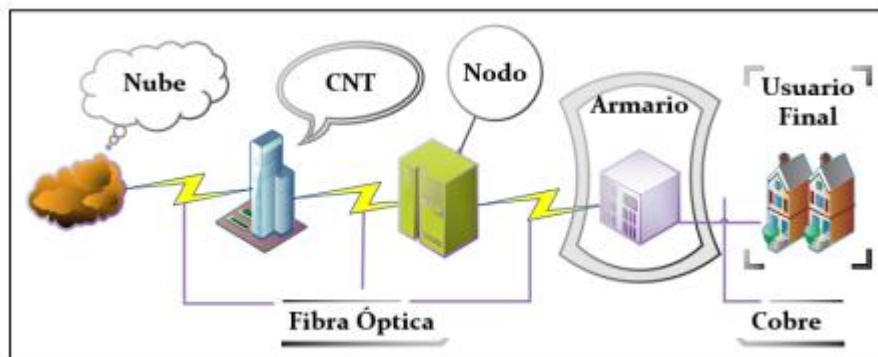 Nube
CNT
Nodo
Armario
Usuario
Final
Fibra Óptica
Cobre